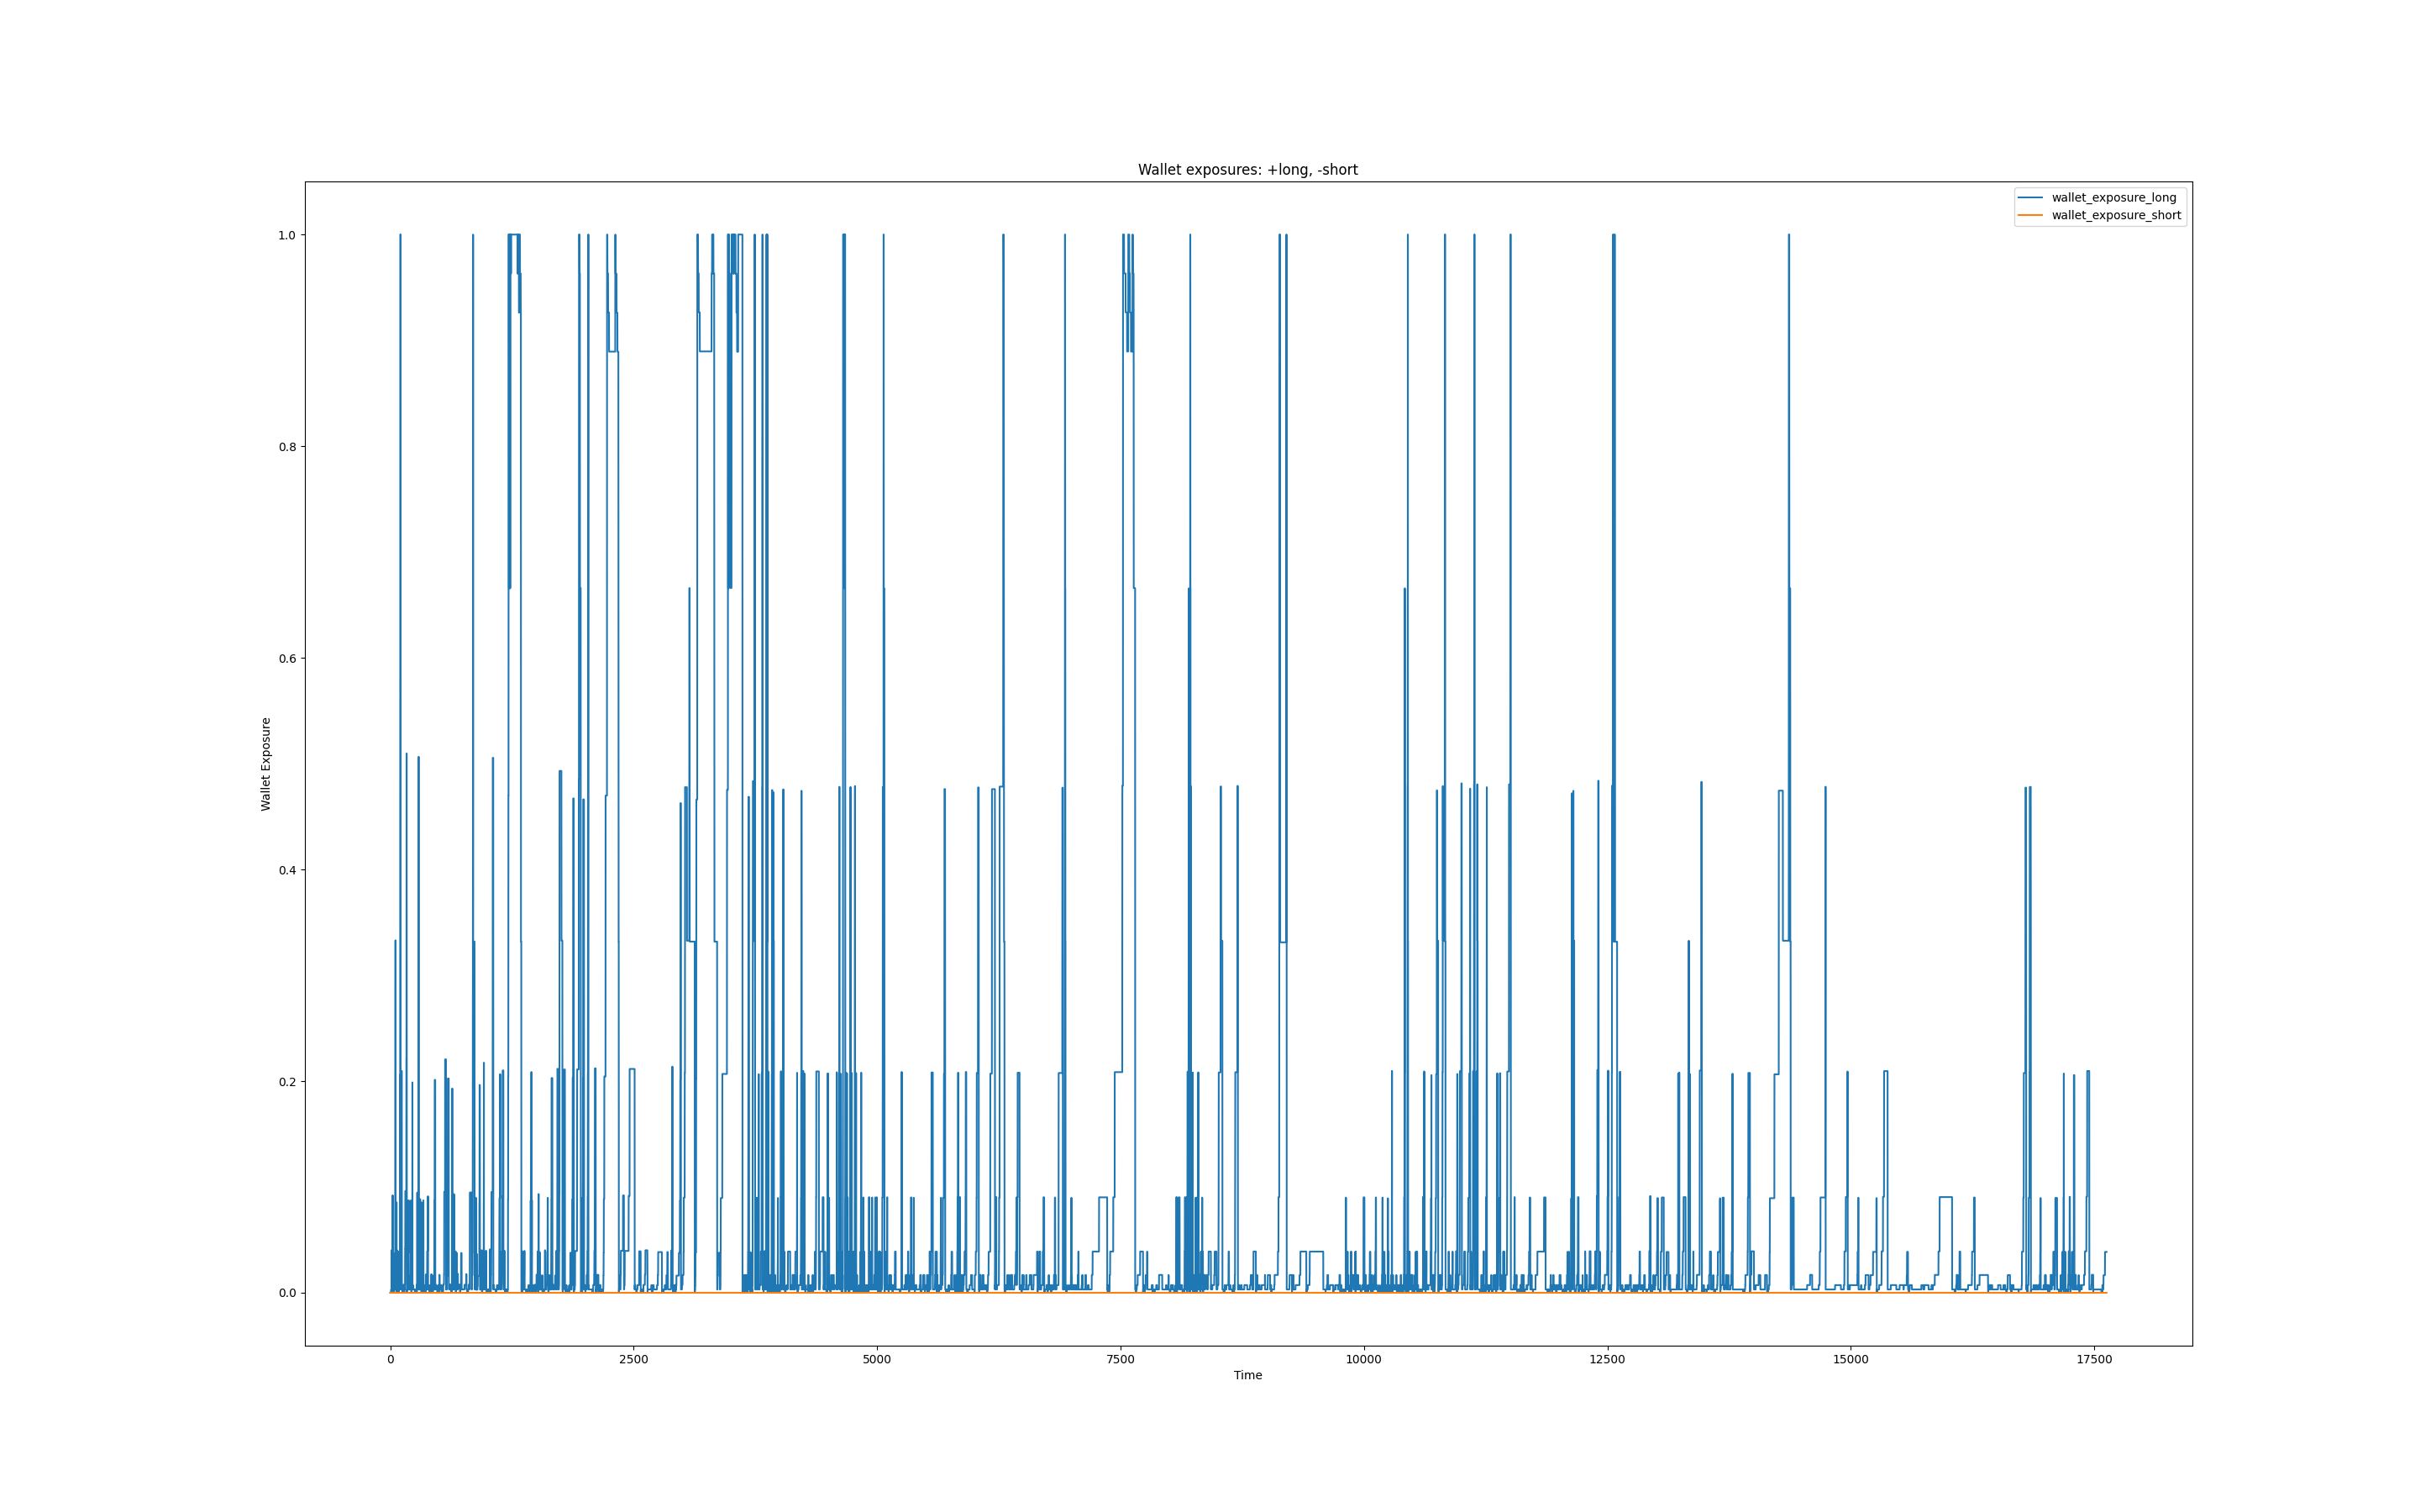 Wallet exposures: +long, -short
wallet_exposure_long
wallet_exposure_short
1.0
0.8
0.6
0.4
0.2
0.0
Wallet Exposure
0 2500 5000 7500 10000 12500 15000 17500
Time